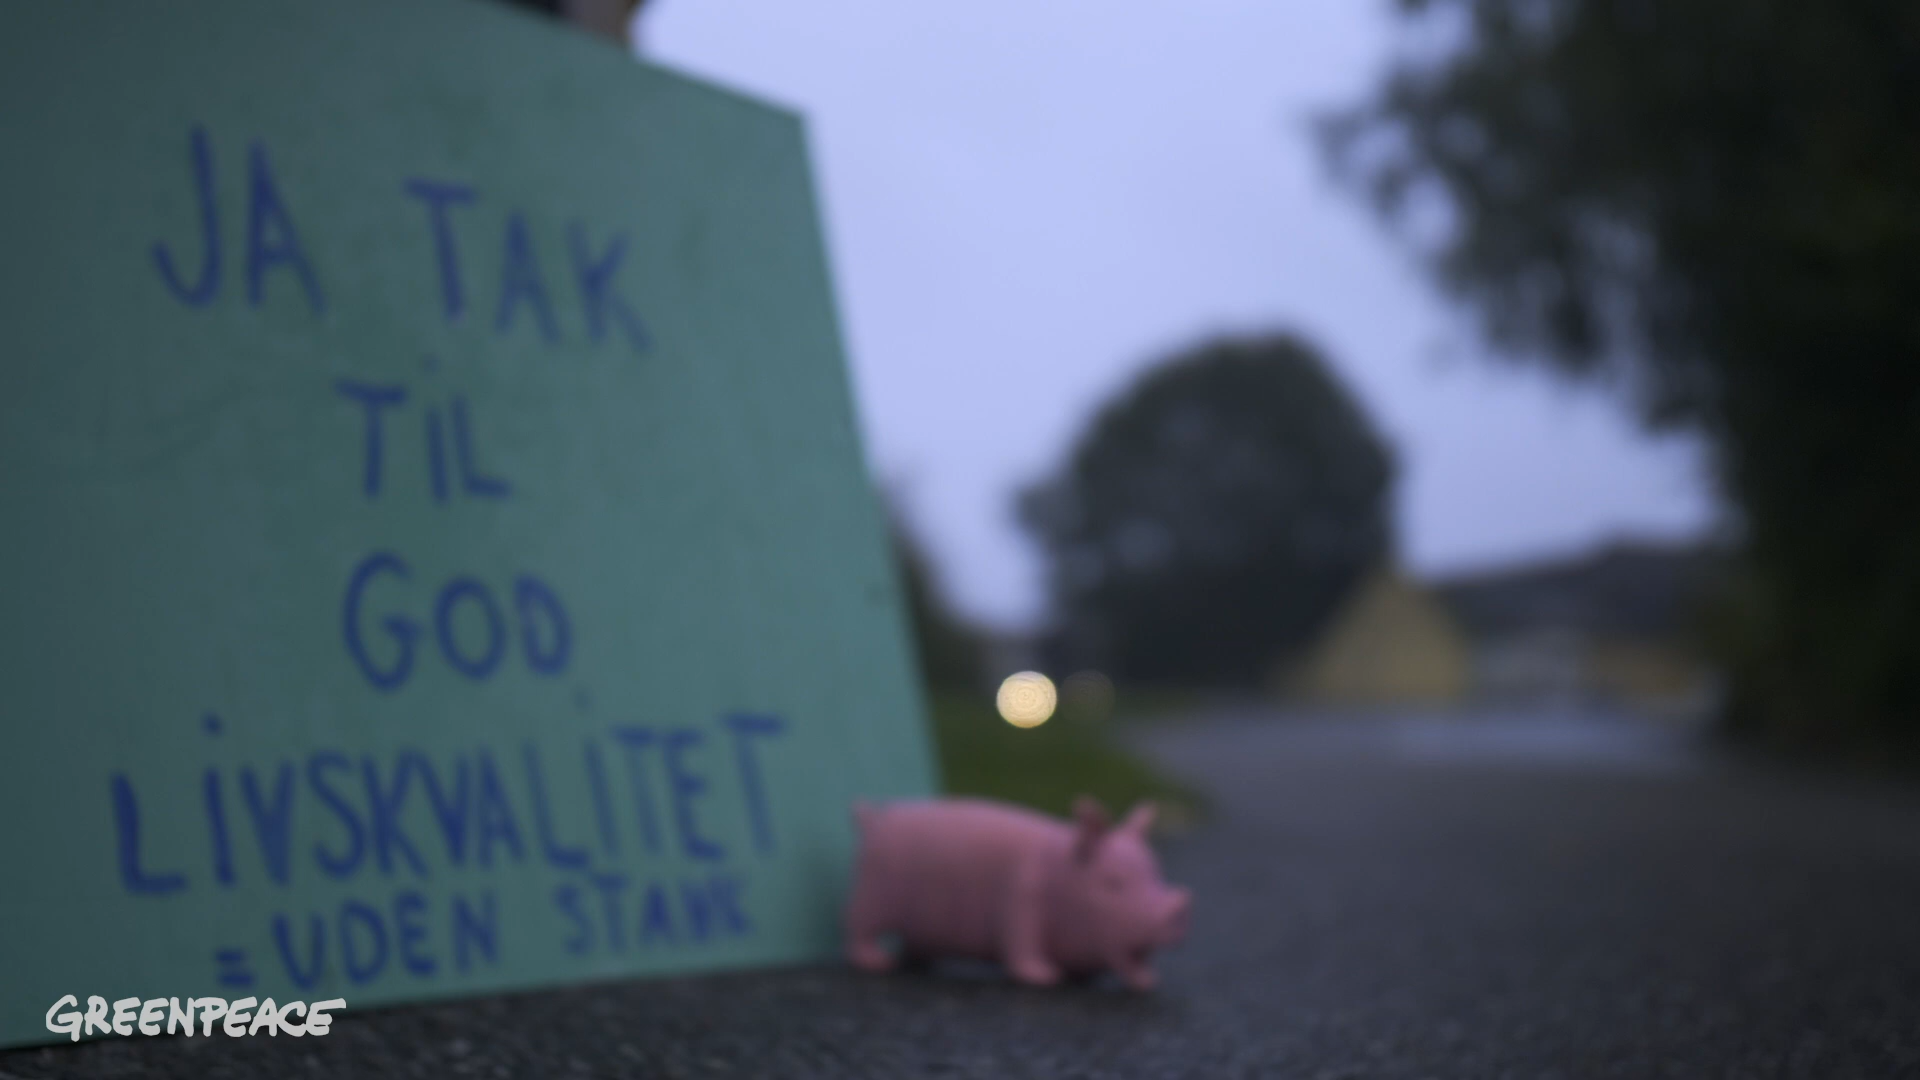 JA TAK
TIL
GOD
LIVSKVALITET
= UDEN STANK
GREENPEACE